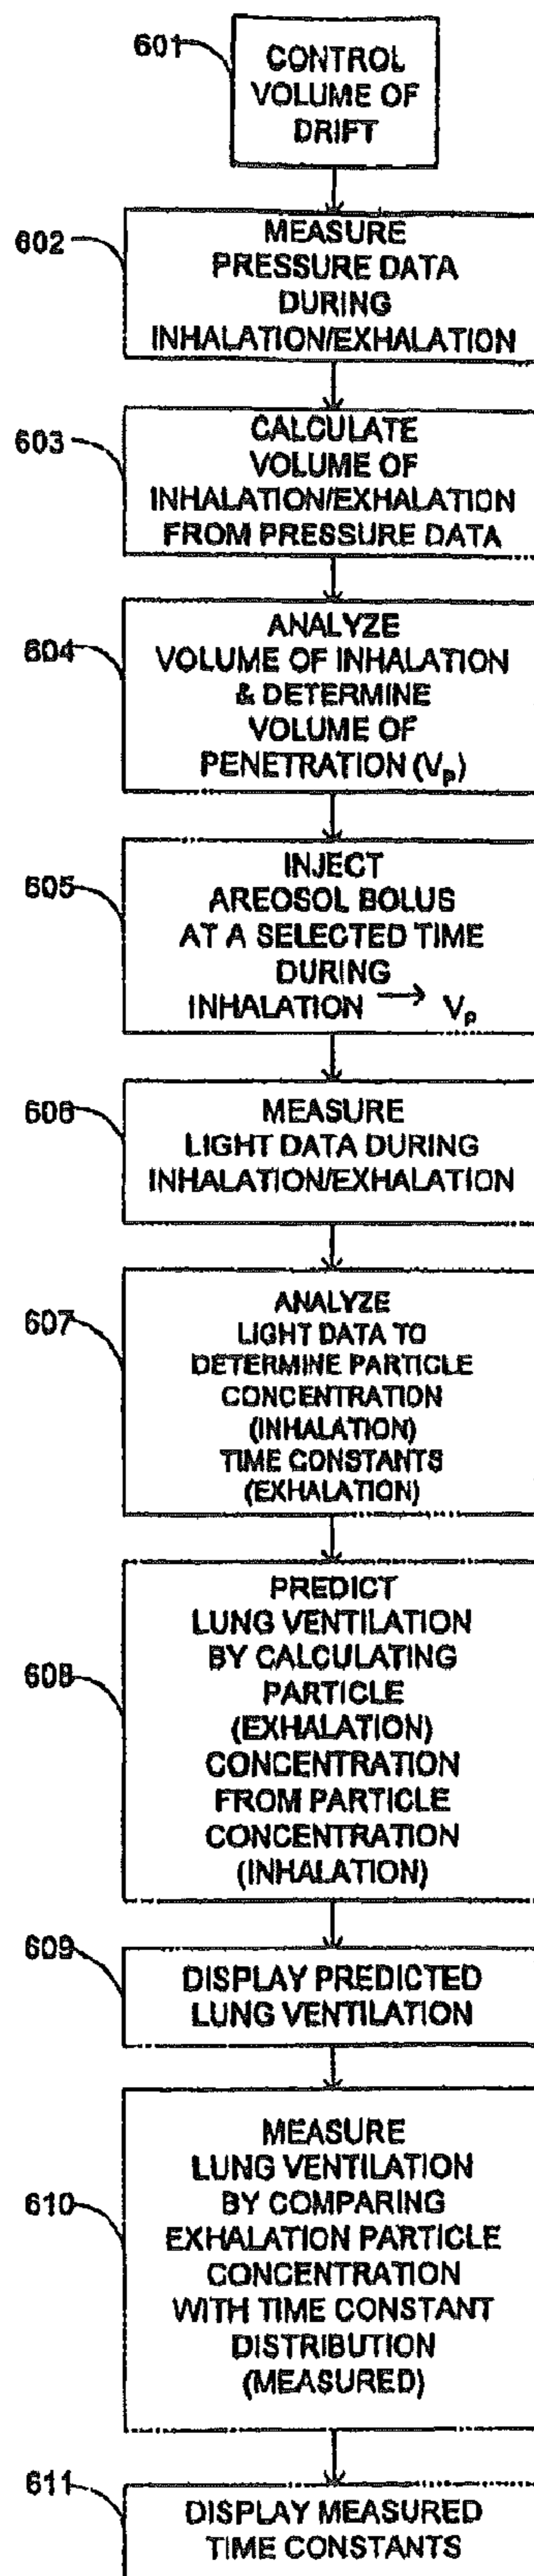 601
CONTROL
VOLUME OF
DRIFT
602
MEASURE
PRESSURE DATA
DURING
INHALATION/EXHALATION
603
CALCULATE
VOLUME OF
INHALATION/EXHALATION
FROM PRESSURE DATA
604
ANALYZE
VOLUME OF INHALATION
& DETERMINE
VOLUME OF
PENETRATION (Vp)
605
INJECT
AREOSOL BOLUS
AT A SELECTED TIME
DURING
INHALATION → Vp
606
MEASURE
LIGHT DATA DURING
INHALATION/EXHALATION
607
ANALYZE
LIGHT DATA TO
DETERMINE PARTICLE
CONCENTRATION
(INHALATION)
TIME CONSTANTS
(EXHALATION)
608
PREDICT
LUNG VENTILATION
BY CALCULATING
PARTICLE
(EXHALATION)
CONCENTRATION
FROM PARTICLE
CONCENTRATION
(INHALATION)
609
DISPLAY PREDICTED
LUNG VENTILATION
610
MEASURE
LUNG VENTILATION
BY COMPARING
EXHALATION PARTICLE
CONCENTRATION
WITH TIME CONSTANT
DISTRIBUTION
(MEASURED)
611
DISPLAY MEASURED
TIME CONSTANTS